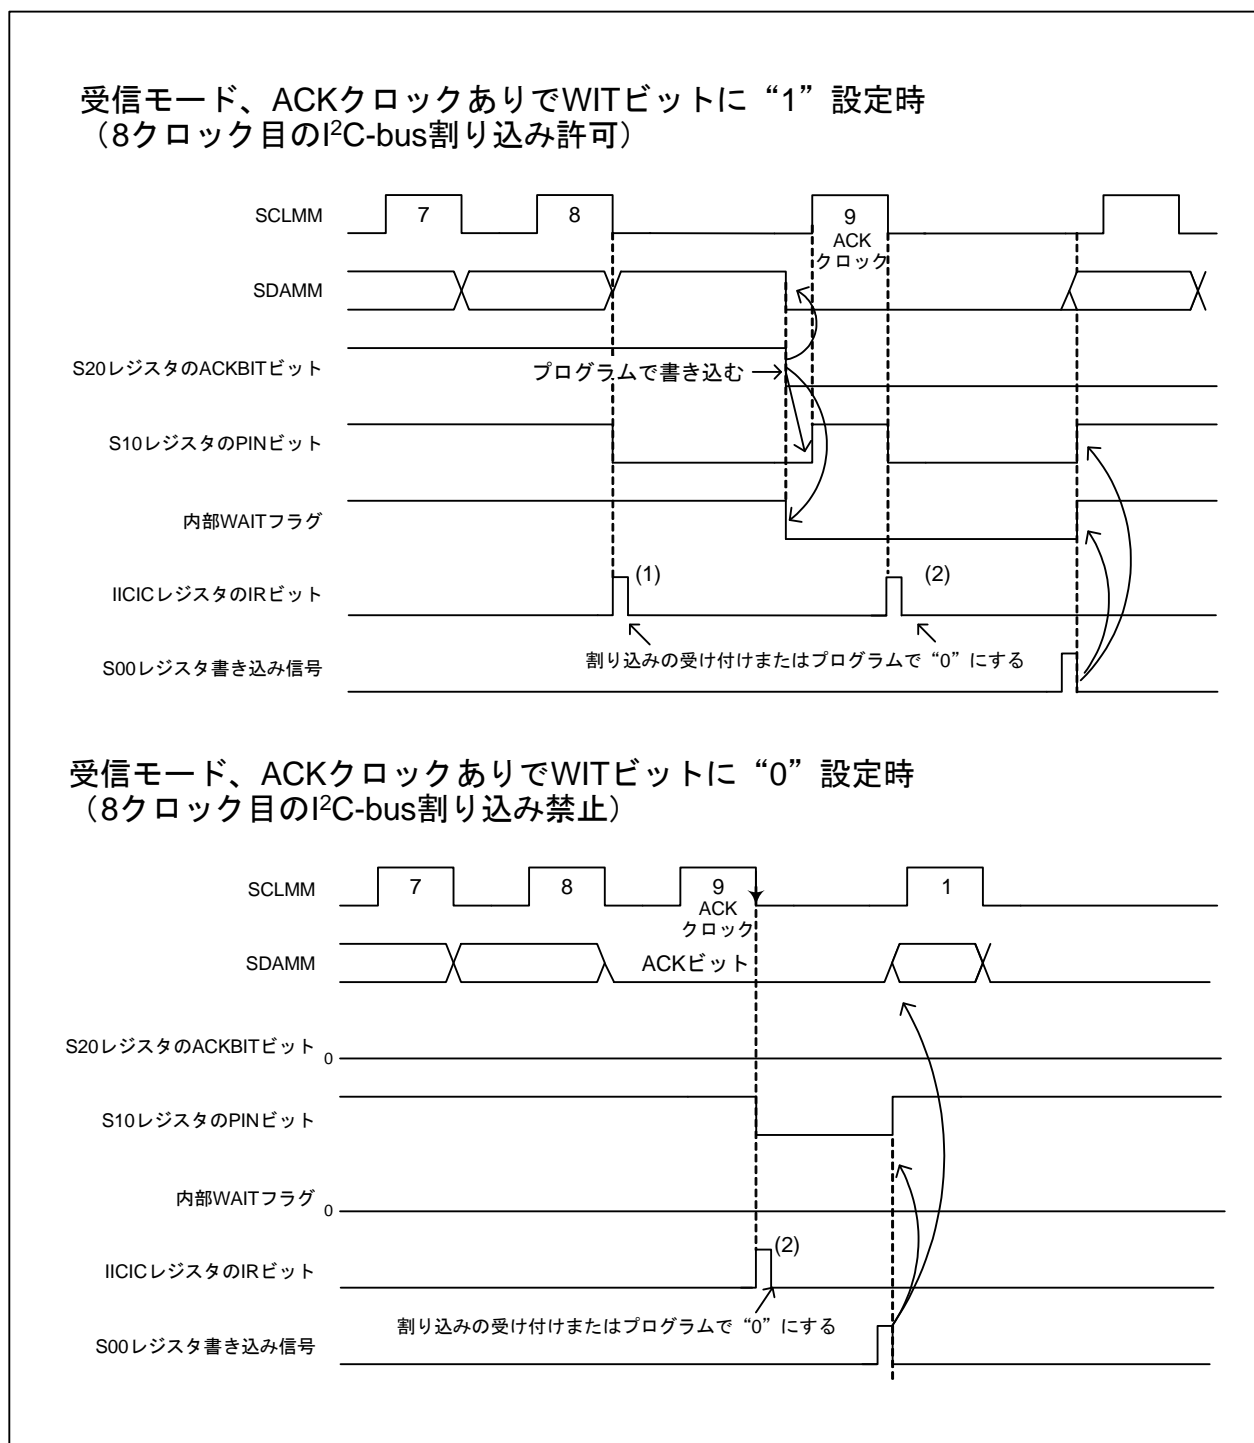 受信モード、ACKクロックありでWITビットに“1”設定時
（8クロック目のI²C-bus割り込み許可）
SCLMM
7
8
9
ACK
クロック
SDAMM
S20レジスタのACKBITビット
プログラムで書き込む
S10レジスタのPINビット
内部WAITフラグ
IICICレジスタのIRビット
(1)
(2)
割り込みの受け付けまたはプログラムで“0”にする
S00レジスタ書き込み信号
受信モード、ACKクロックありでWITビットに“0”設定時
（8クロック目のI²C-bus割り込み禁止）
SCLMM
7
8
9
ACK
クロック
1
SDAMM
ACKビット
S20レジスタのACKBITビット
0
S10レジスタのPINビット
内部WAITフラグ
0
IICICレジスタのIRビット
(2)
割り込みの受け付けまたはプログラムで“0”にする
S00レジスタ書き込み信号